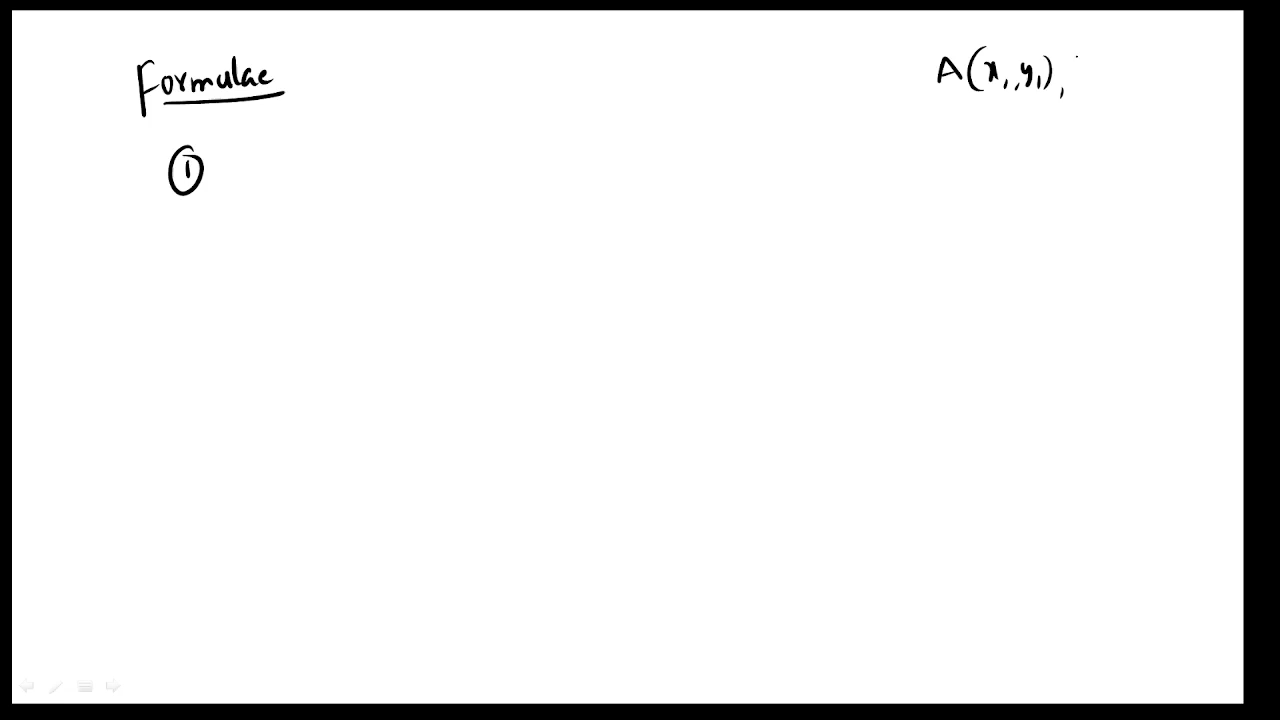 Formulae
A(x₁, y₁),
①